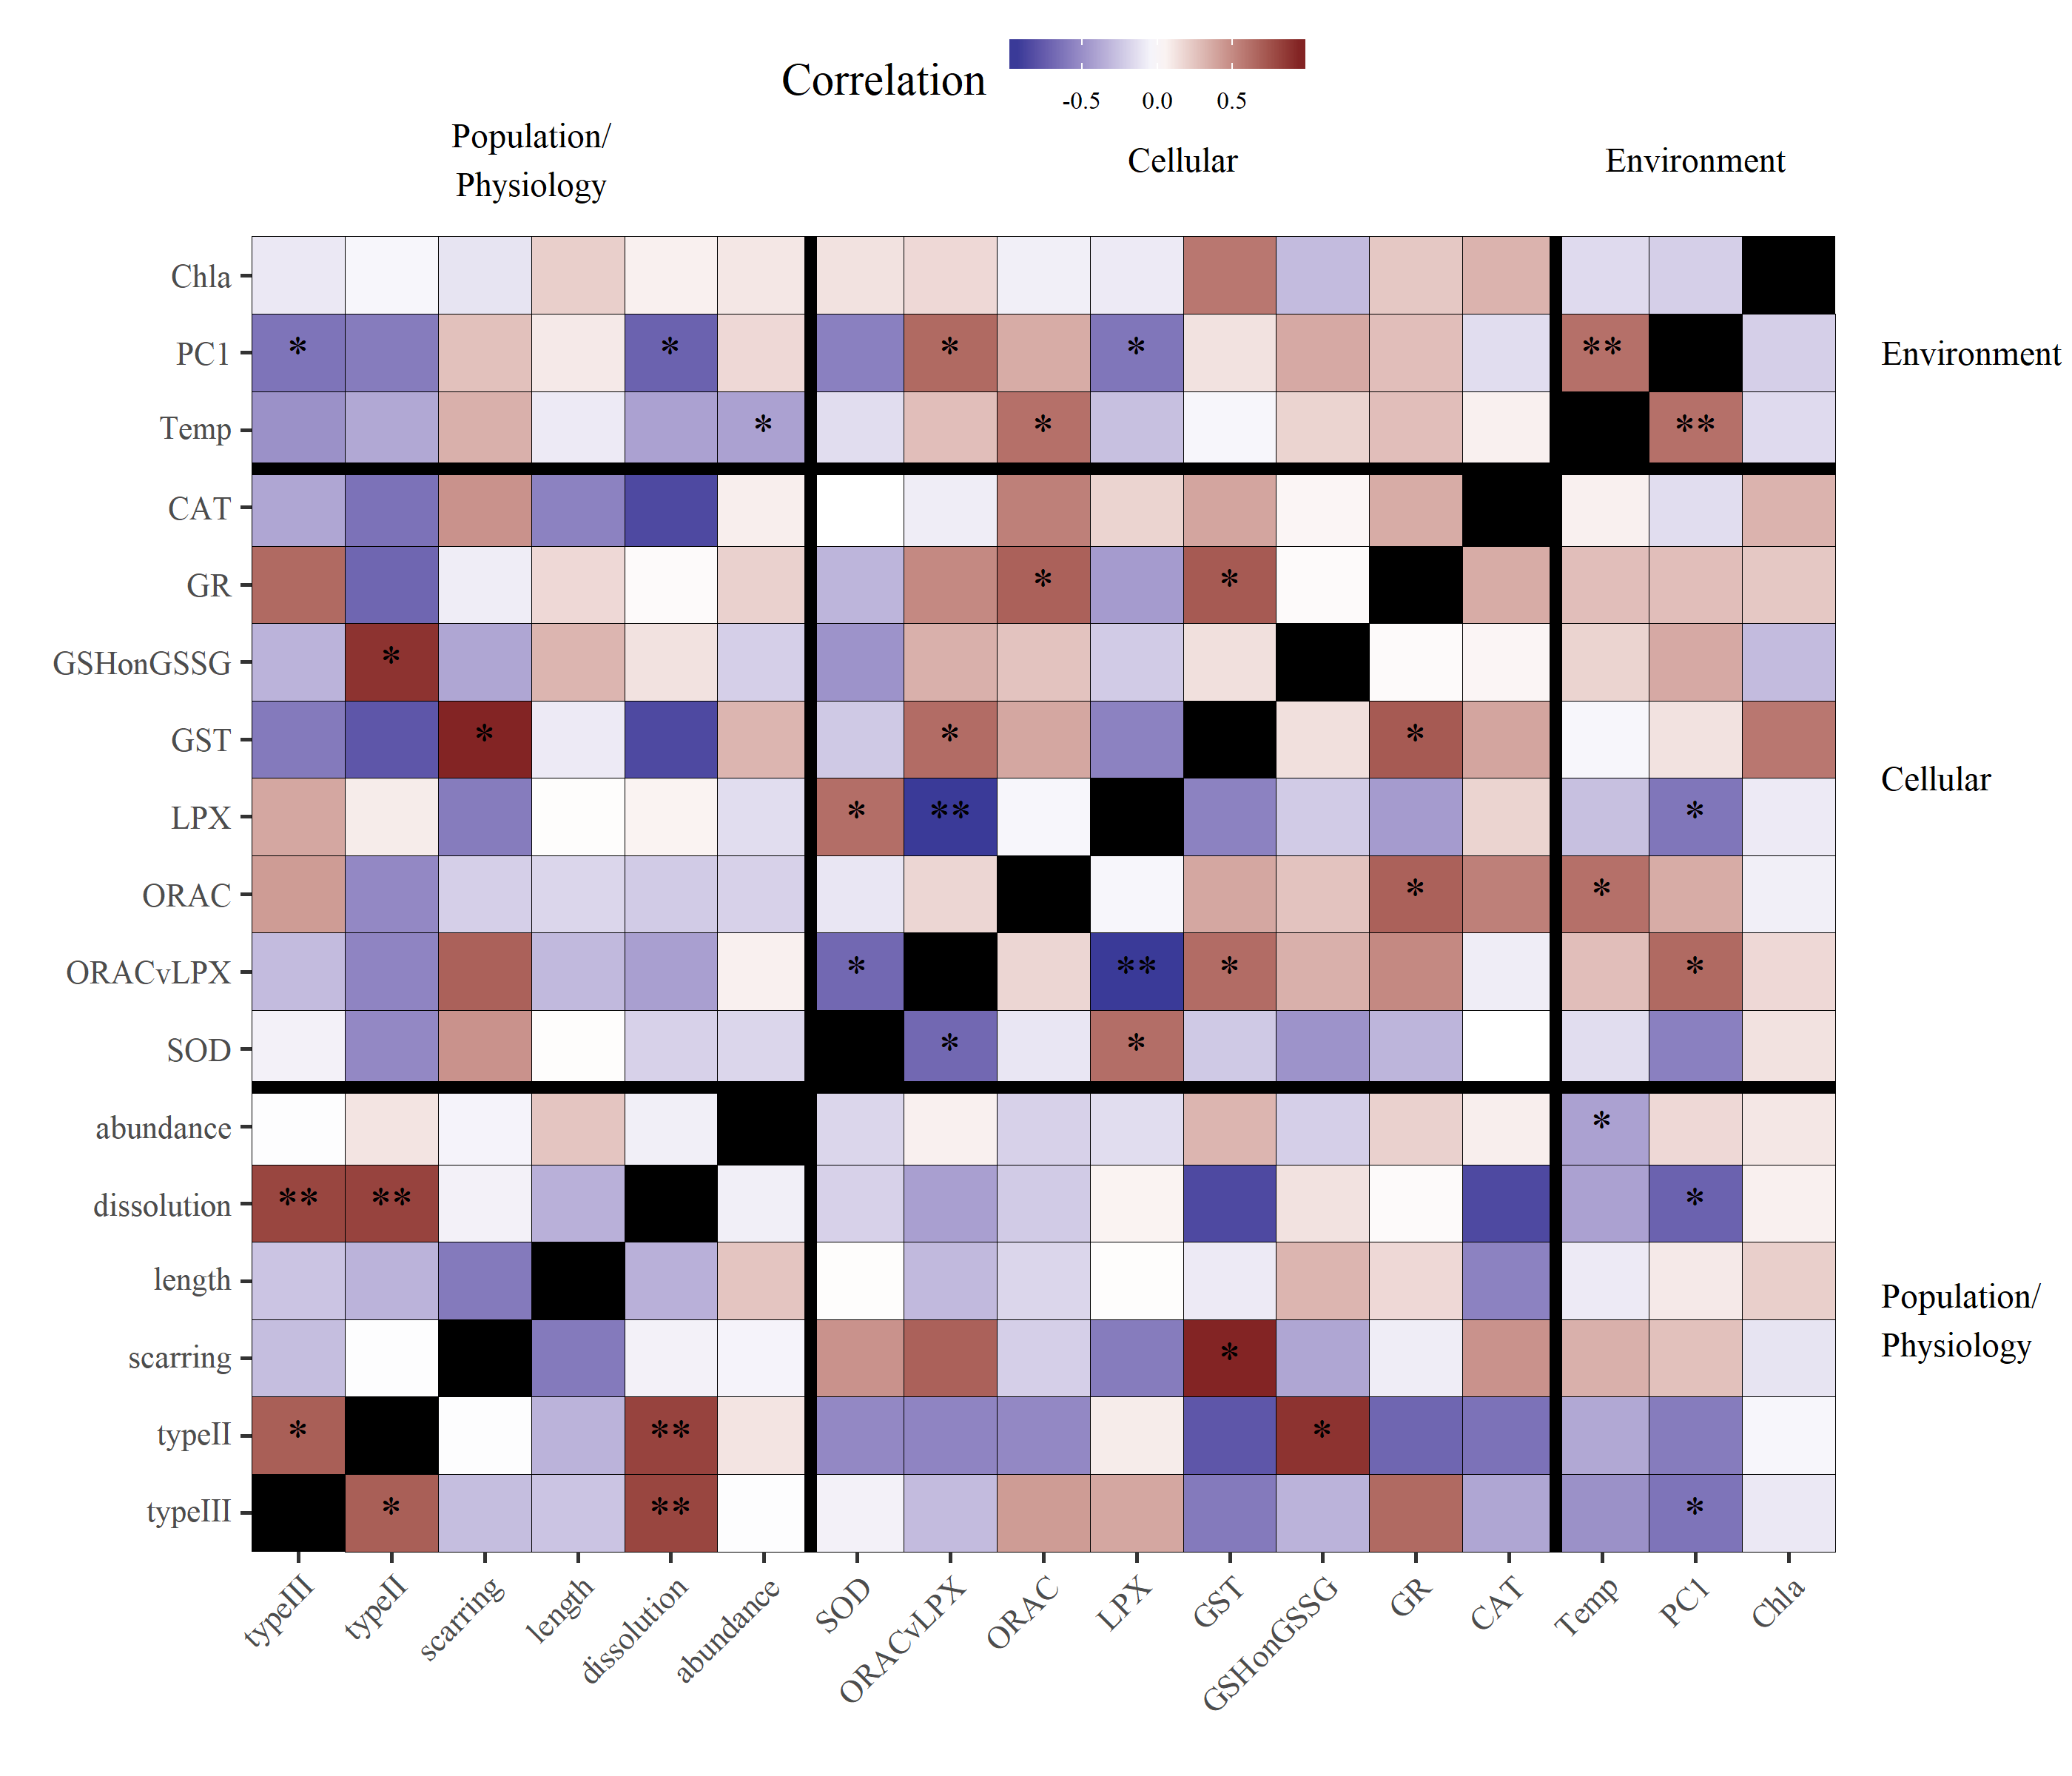 Correlation
-0.5 0.0 0.5
Population/
Physiology
Cellular
Environment
Chla
PC1 * * * * **
Temp * * **
CAT
GR * *
GSHonGSSG *
GST * * *
LPX * ** *
ORAC * *
ORACvLPX * ** * *
SOD * *
abundance *
dissolution ** ** *
length
scarring *
typeII * ** *
typeIII * ** *
Environment
Cellular
Population/
Physiology
typeIII typeII scarring length dissolution abundance SOD ORACvLPX ORAC LPX GST GSHonGSSG GR CAT Temp PC1 Chla